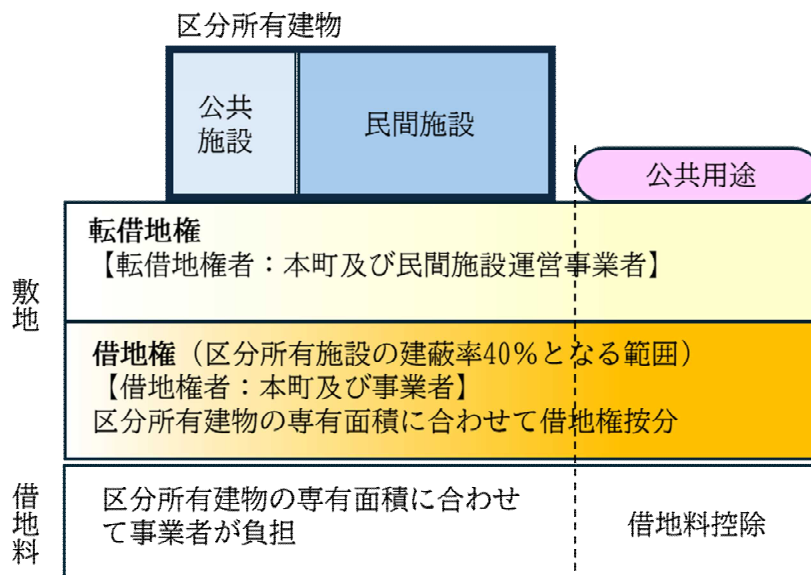 区分所有建物
公共
施設
民間施設
公共用途
敷地
転借地権
【転借地権者：本町及び民間施設運営事業者】
借地権（区分所有施設の建蔽率40%となる範囲）
【借地権者：本町及び事業者】
区分所有建物の専有面積に合わせて借地権按分
借地料
区分所有建物の専有面積に合わせ
て事業者が負担
借地料控除